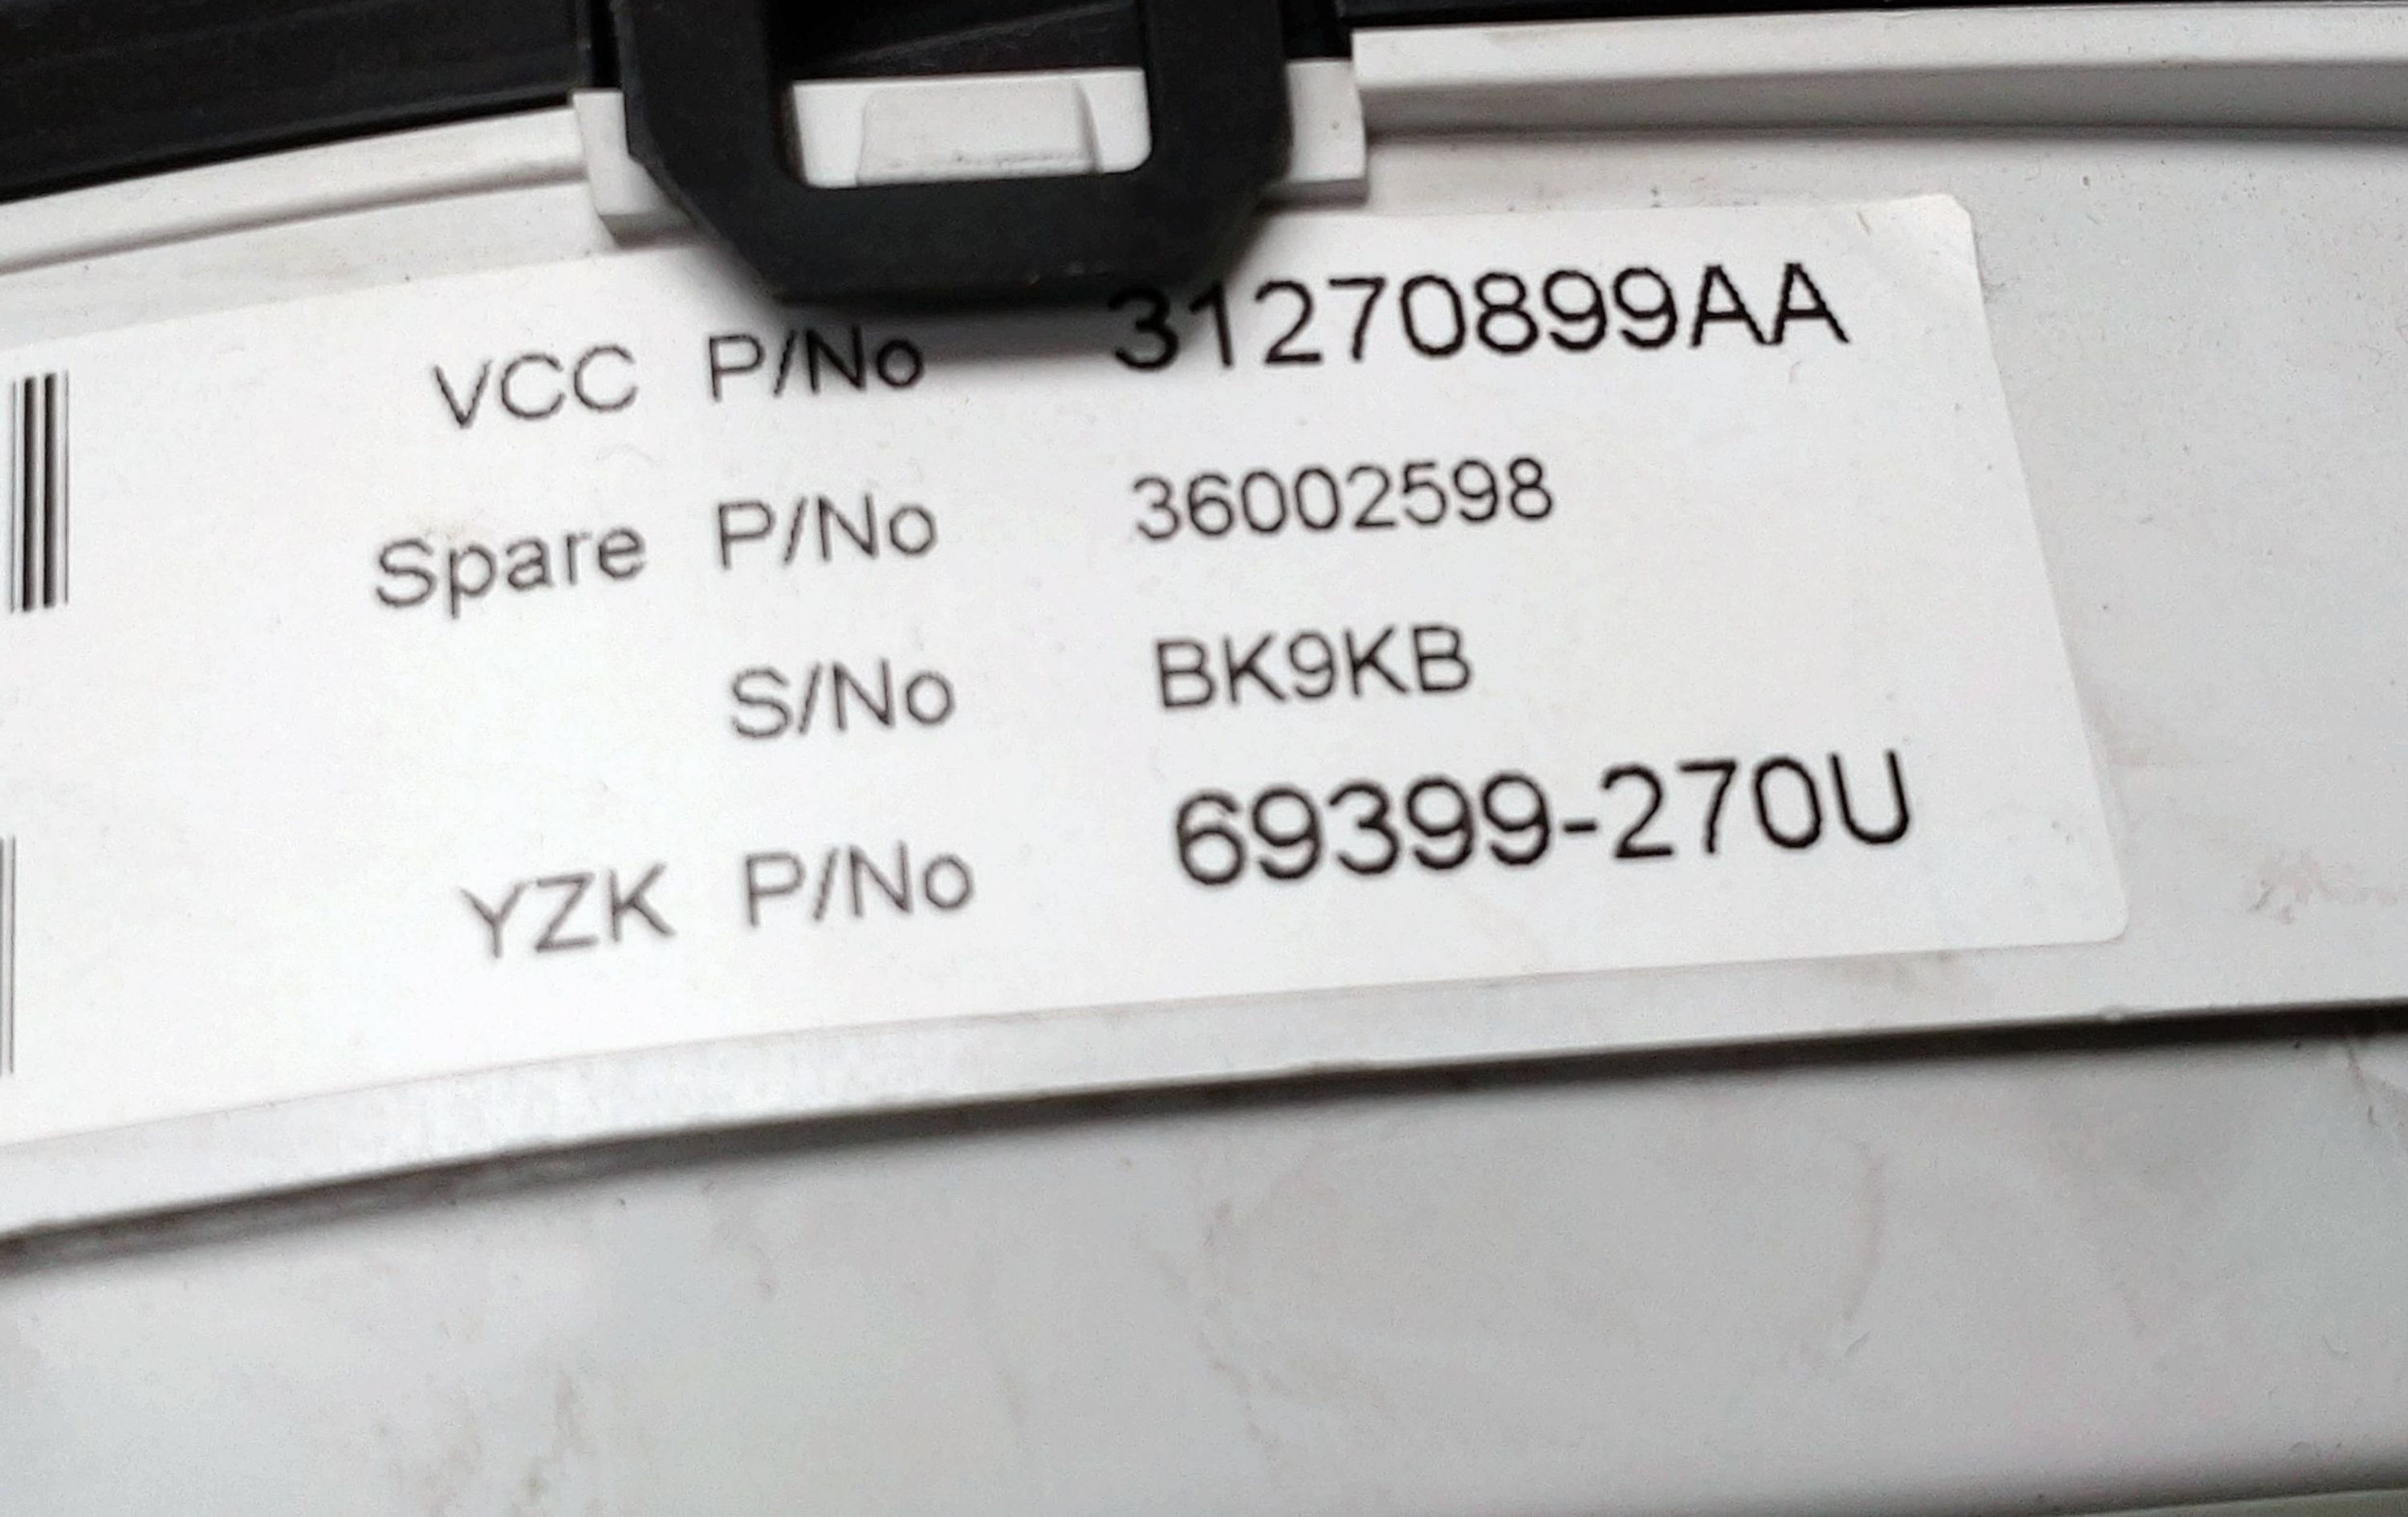 VCC P/No 31270899AA
Spare P/No 36002598
S/No BK9KB
YZK P/No 69399-270U